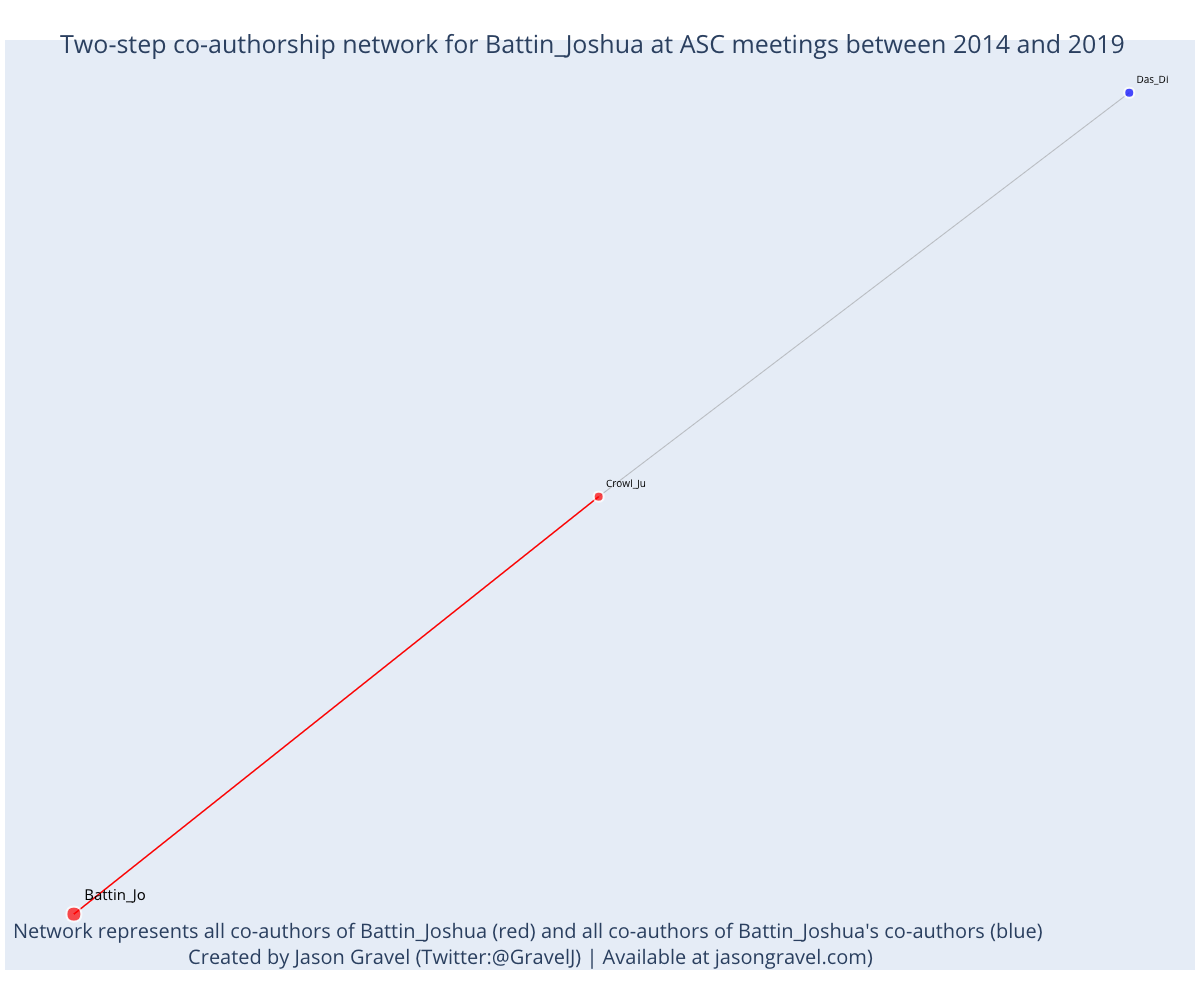 Two-step co-authorship network for Battin_Joshua at ASC meetings between 2014 and 2019
Das_Di
Crowl_Ju
Battin_Jo
Network represents all co-authors of Battin_Joshua (red) and all co-authors of Battin_Joshua's co-authors (blue)
Created by Jason Gravel (Twitter:@GravelJ) | Available at jasongravel.com)